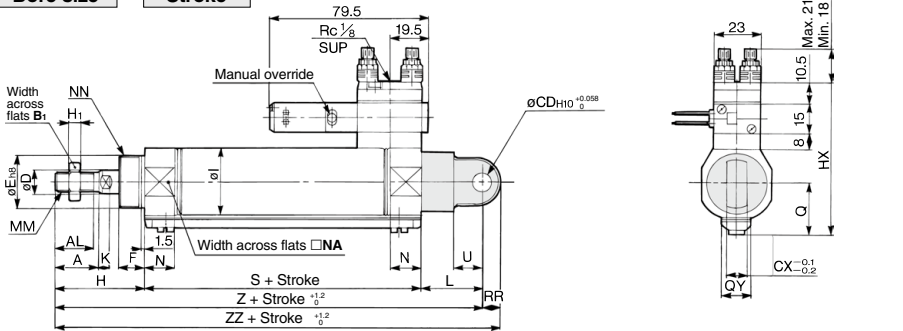 Bore size
Stroke
79.5
19.5
Rc 1/8
SUP
Manual override
Width
across
flats B1
NN
H1
øCDH10 +0.058 0
øEh8
øD
øI
MM
AL
A
K
F
1.5
N
Width across flats □NA
N
U
H
S + Stroke
L
RR
Z + Stroke +1.2 0
ZZ + Stroke +1.2 0
23
Max. 21
Min. 18
10.5
15
8
HX
Q
CX -0.1 -0.2
QY